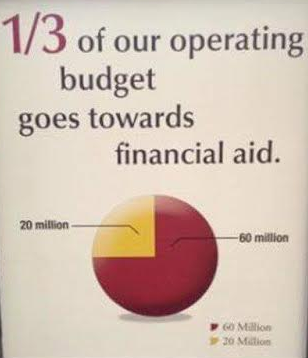 1/3 of our operating
budget
goes towards
financial aid.
20 million
60 million
60 Million
20 Million